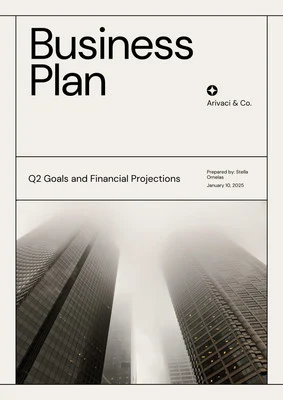 Business
Plan
Arivaci & Co.
Q2 Goals and Financial Projections
Prepared by: Stella
Ornelas
January 10, 2025